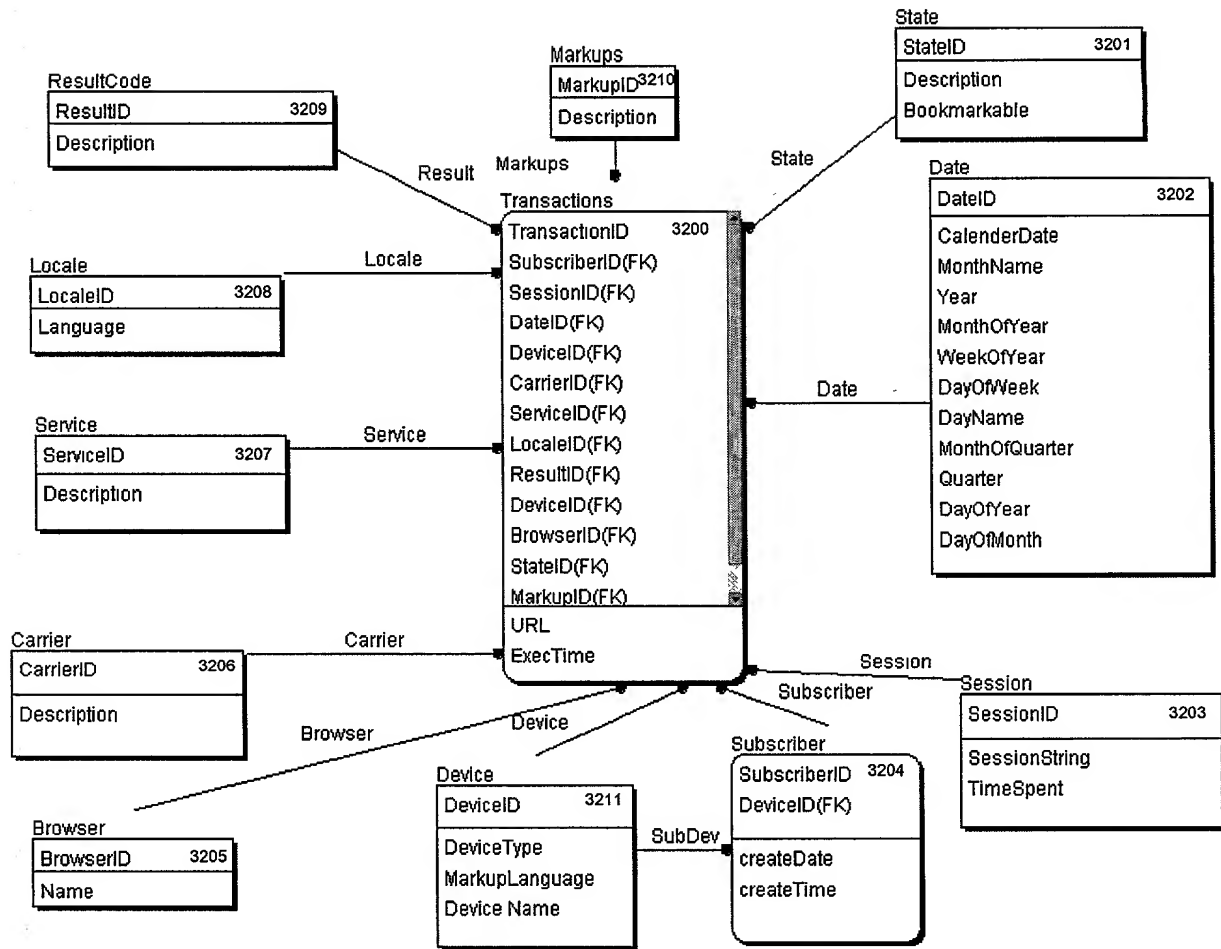 State
StateID 3201
Description
Bookmarkable
Markups
MarkupID 3210
Description
ResultCode
ResultID 3209
Description
Result
Markups
State
Date
DateID 3202
CalenderDate
MonthName
Year
MonthOfYear
WeekOfYear
DayOfWeek
DayName
MonthOfQuarter
Quarter
DayOfYear
DayOfMonth
Transactions
TransactionID 3200
SubscriberID(FK)
SessionID(FK)
DateID(FK)
DeviceID(FK)
CarrierID(FK)
ServiceID(FK)
LocaleID(FK)
ResultID(FK)
DeviceID(FK)
BrowserID(FK)
StateID(FK)
MarkupID(FK)
URL
ExecTime
Locale
Locale
LocaleID 3208
Language
Date
Service
Service
ServiceID 3207
Description
Carrier
Carrier
CarrierID 3206
Description
Session
Session
SessionID 3203
SessionString
TimeSpent
Subscriber
Subscriber
SubscriberID 3204
DeviceID(FK)
createDate
createTime
Device
Device
DeviceID 3211
DeviceType
MarkupLanguage
Device Name
SubDev
Browser
Browser
BrowserID 3205
Name